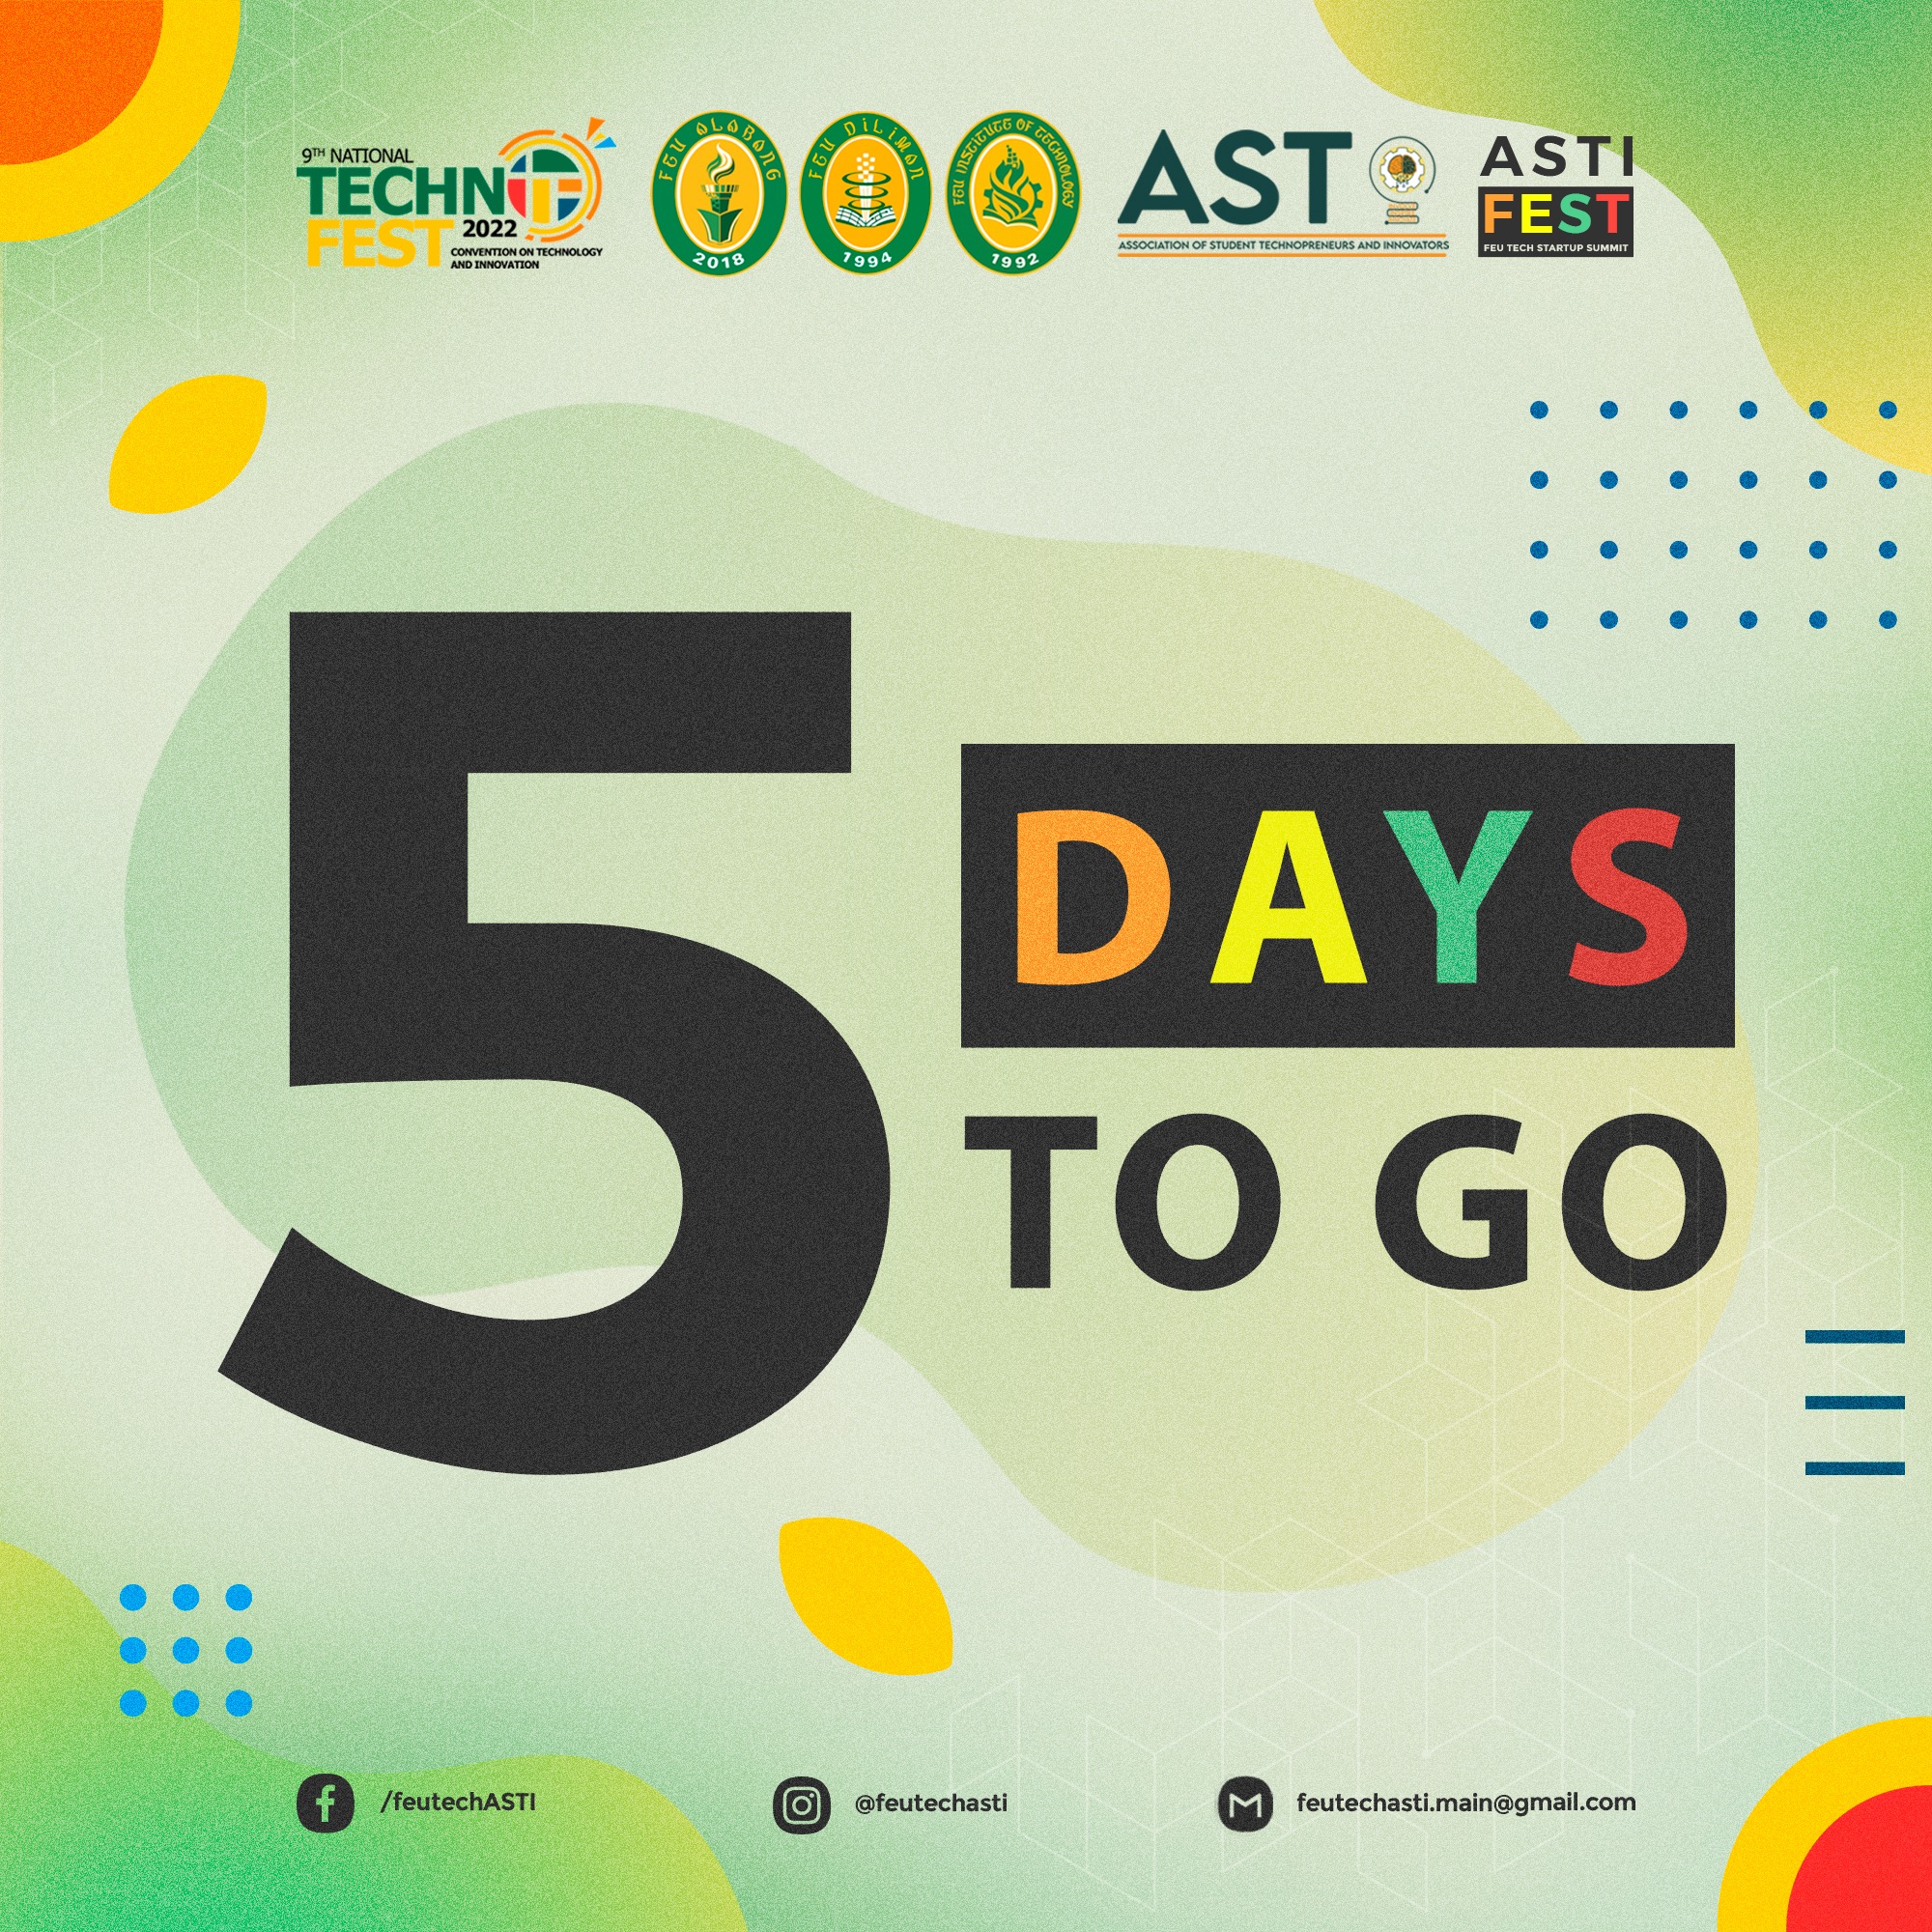 9TH NATIONAL
TECHNO
FEST 2022
CONVENTION ON TECHNOLOGY
AND INNOVATION
FEU ALABANG
2018
FEU DILIMAN
1994
FEU INSTITUTE OF TECHNOLOGY
1992
ASTI
ASSOCIATION OF STUDENT TECHNOPRENEURS AND INNOVATORS
ASTI
FEST
FEU TECH STARTUP SUMMIT
5
DAYS
TO GO
/feutechASTI
@feutechasti
feutechasti.main@gmail.com